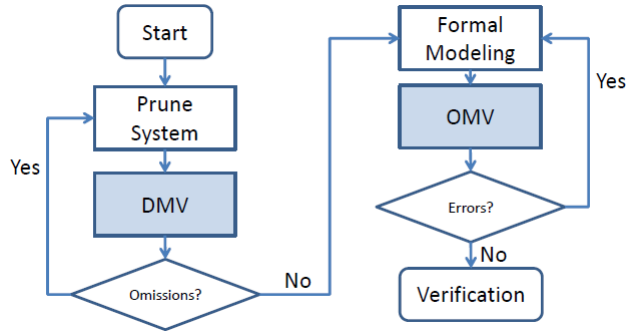 Start
Prune
System
Yes
DMV
Omissions?
No
Formal
Modeling
Yes
OMV
Errors?
No
Verification